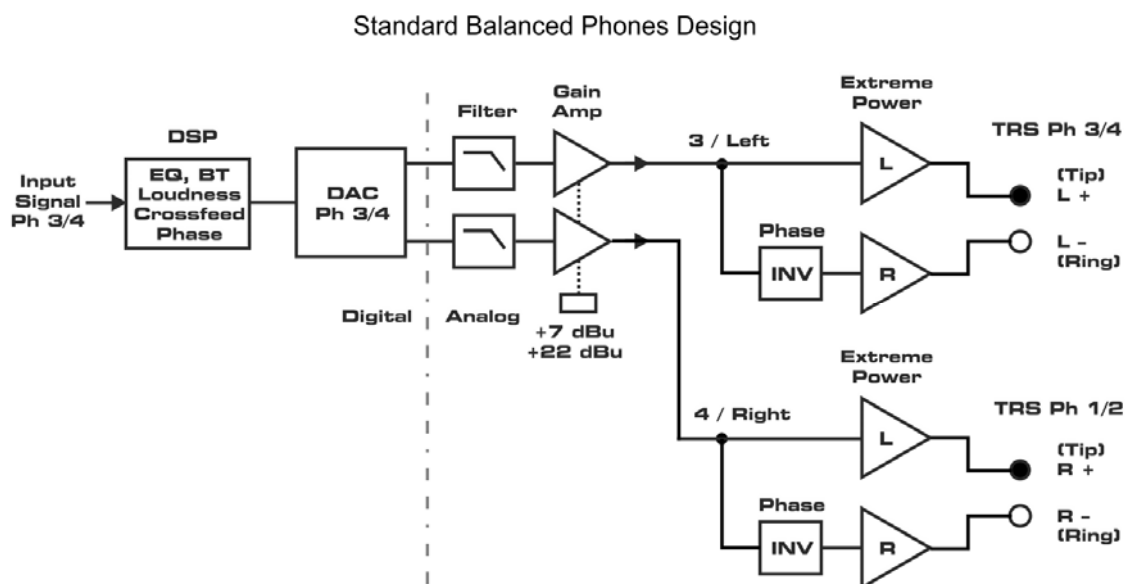 Standard Balanced Phones Design
Extreme
Power
Gain
Amp
Filter
DSP
3 / Left
TRS Ph 3/4
Input
Signal
Ph 3/4
EQ, BT
Loudness
Crossfeed
Phase
DAC
Ph 3/4
L
(Tip)
L +
Phase
INV
R
L -
(Ring)
Digital
Analog
+7 dBu
+22 dBu
Extreme
Power
4 / Right
TRS Ph 1/2
L
(Tip)
R +
Phase
INV
R
R -
(Ring)